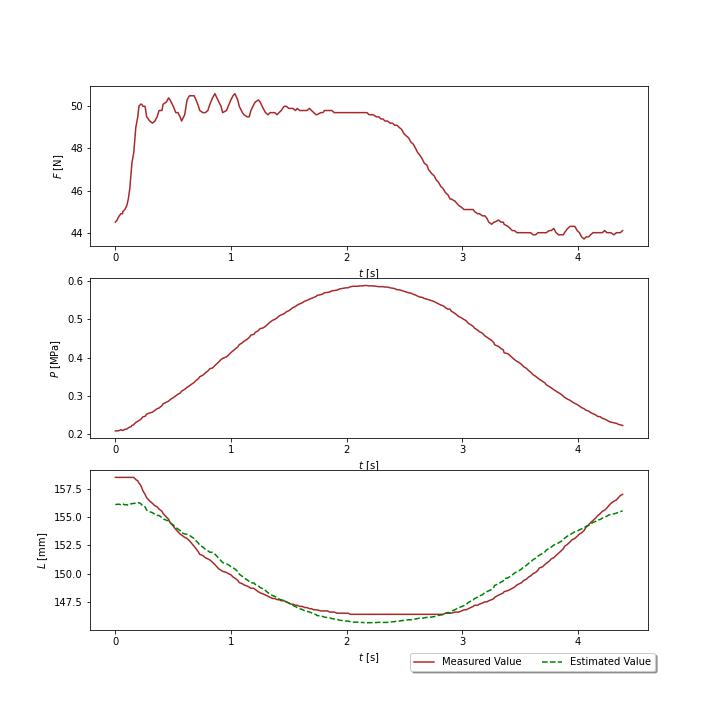 50
48
46
44
F [N]
0 1 2 3 4
t [s]
0.6
0.5
0.4
0.3
0.2
P [MPa]
0 1 2 3 4
t [s]
157.5
155.0
152.5
150.0
147.5
L [mm]
0 1 2 3 4
t [s]
Measured Value Estimated Value